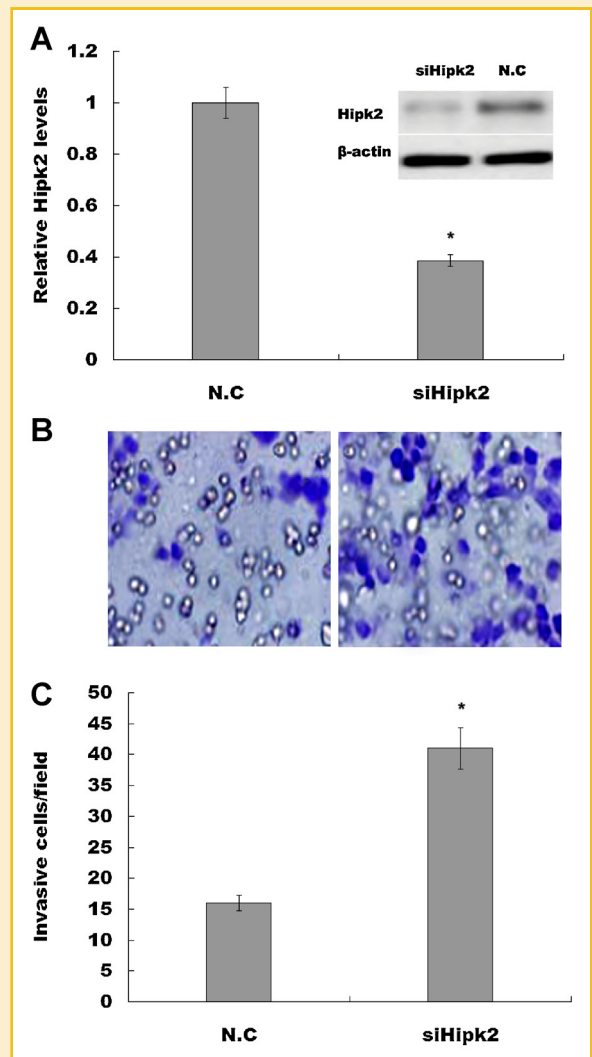 A
Relative Hipk2 levels
1.2
1
0.8
0.6
0.4
0.2
0
siHipk2 N.C
Hipk2
β-actin
*
N.C siHipk2
B
C
Invasive cells/field
50
45
40
35
30
25
20
15
10
5
0
*
N.C siHipk2